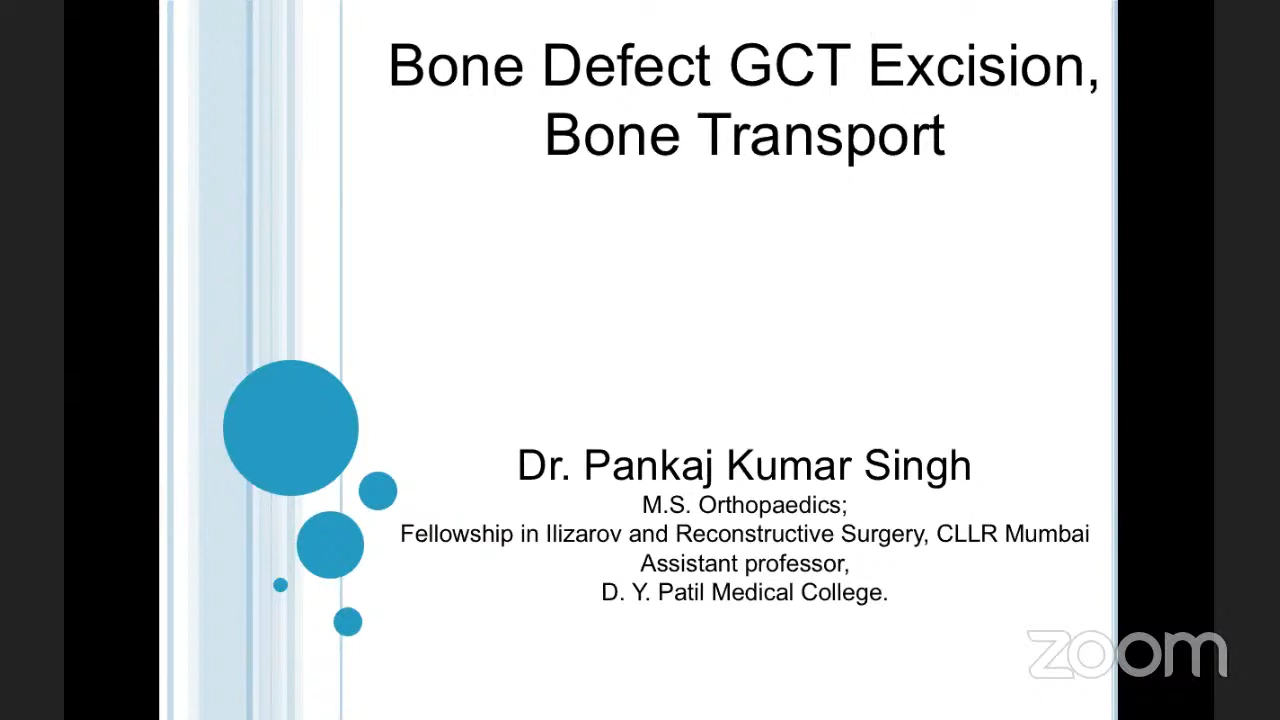 Bone Defect GCT Excision,
Bone Transport
Dr. Pankaj Kumar Singh
M.S. Orthopaedics;
Fellowship in Ilizarov and Reconstructive Surgery, CLLR Mumbai
Assistant professor,
D. Y. Patil Medical College.
zoom